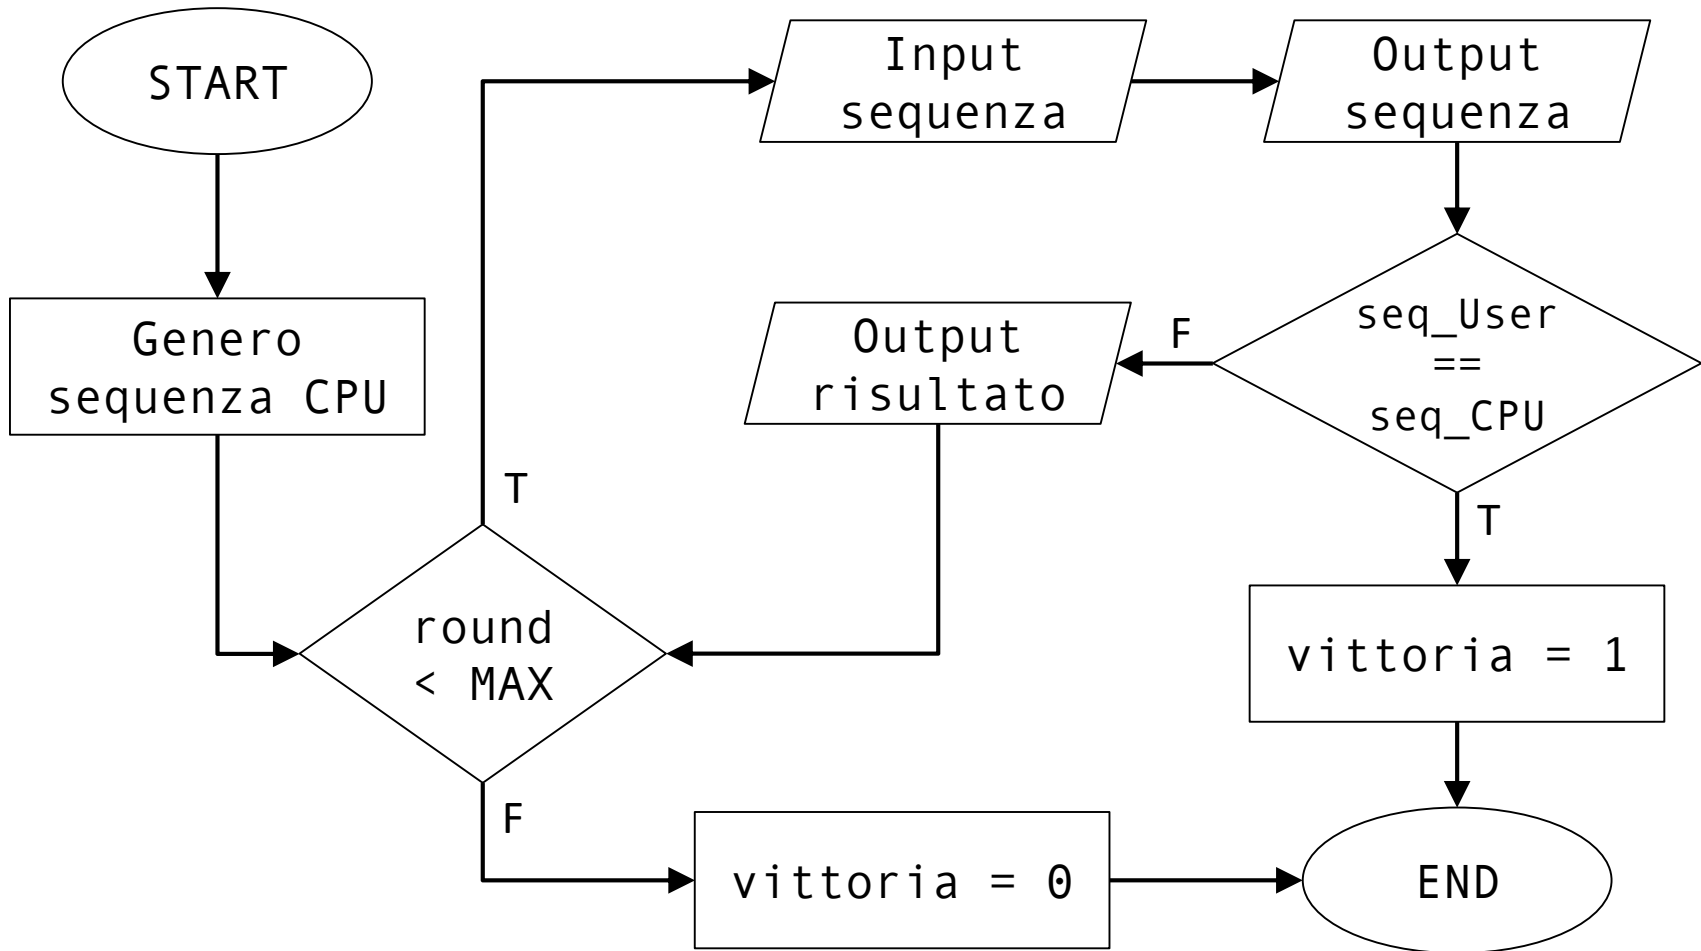 START
Genero
sequenza CPU
round
< MAX
T
F
Input
sequenza
Output
sequenza
seq_User
==
seq_CPU
F
T
Output
risultato
vittoria = 1
vittoria = 0
END